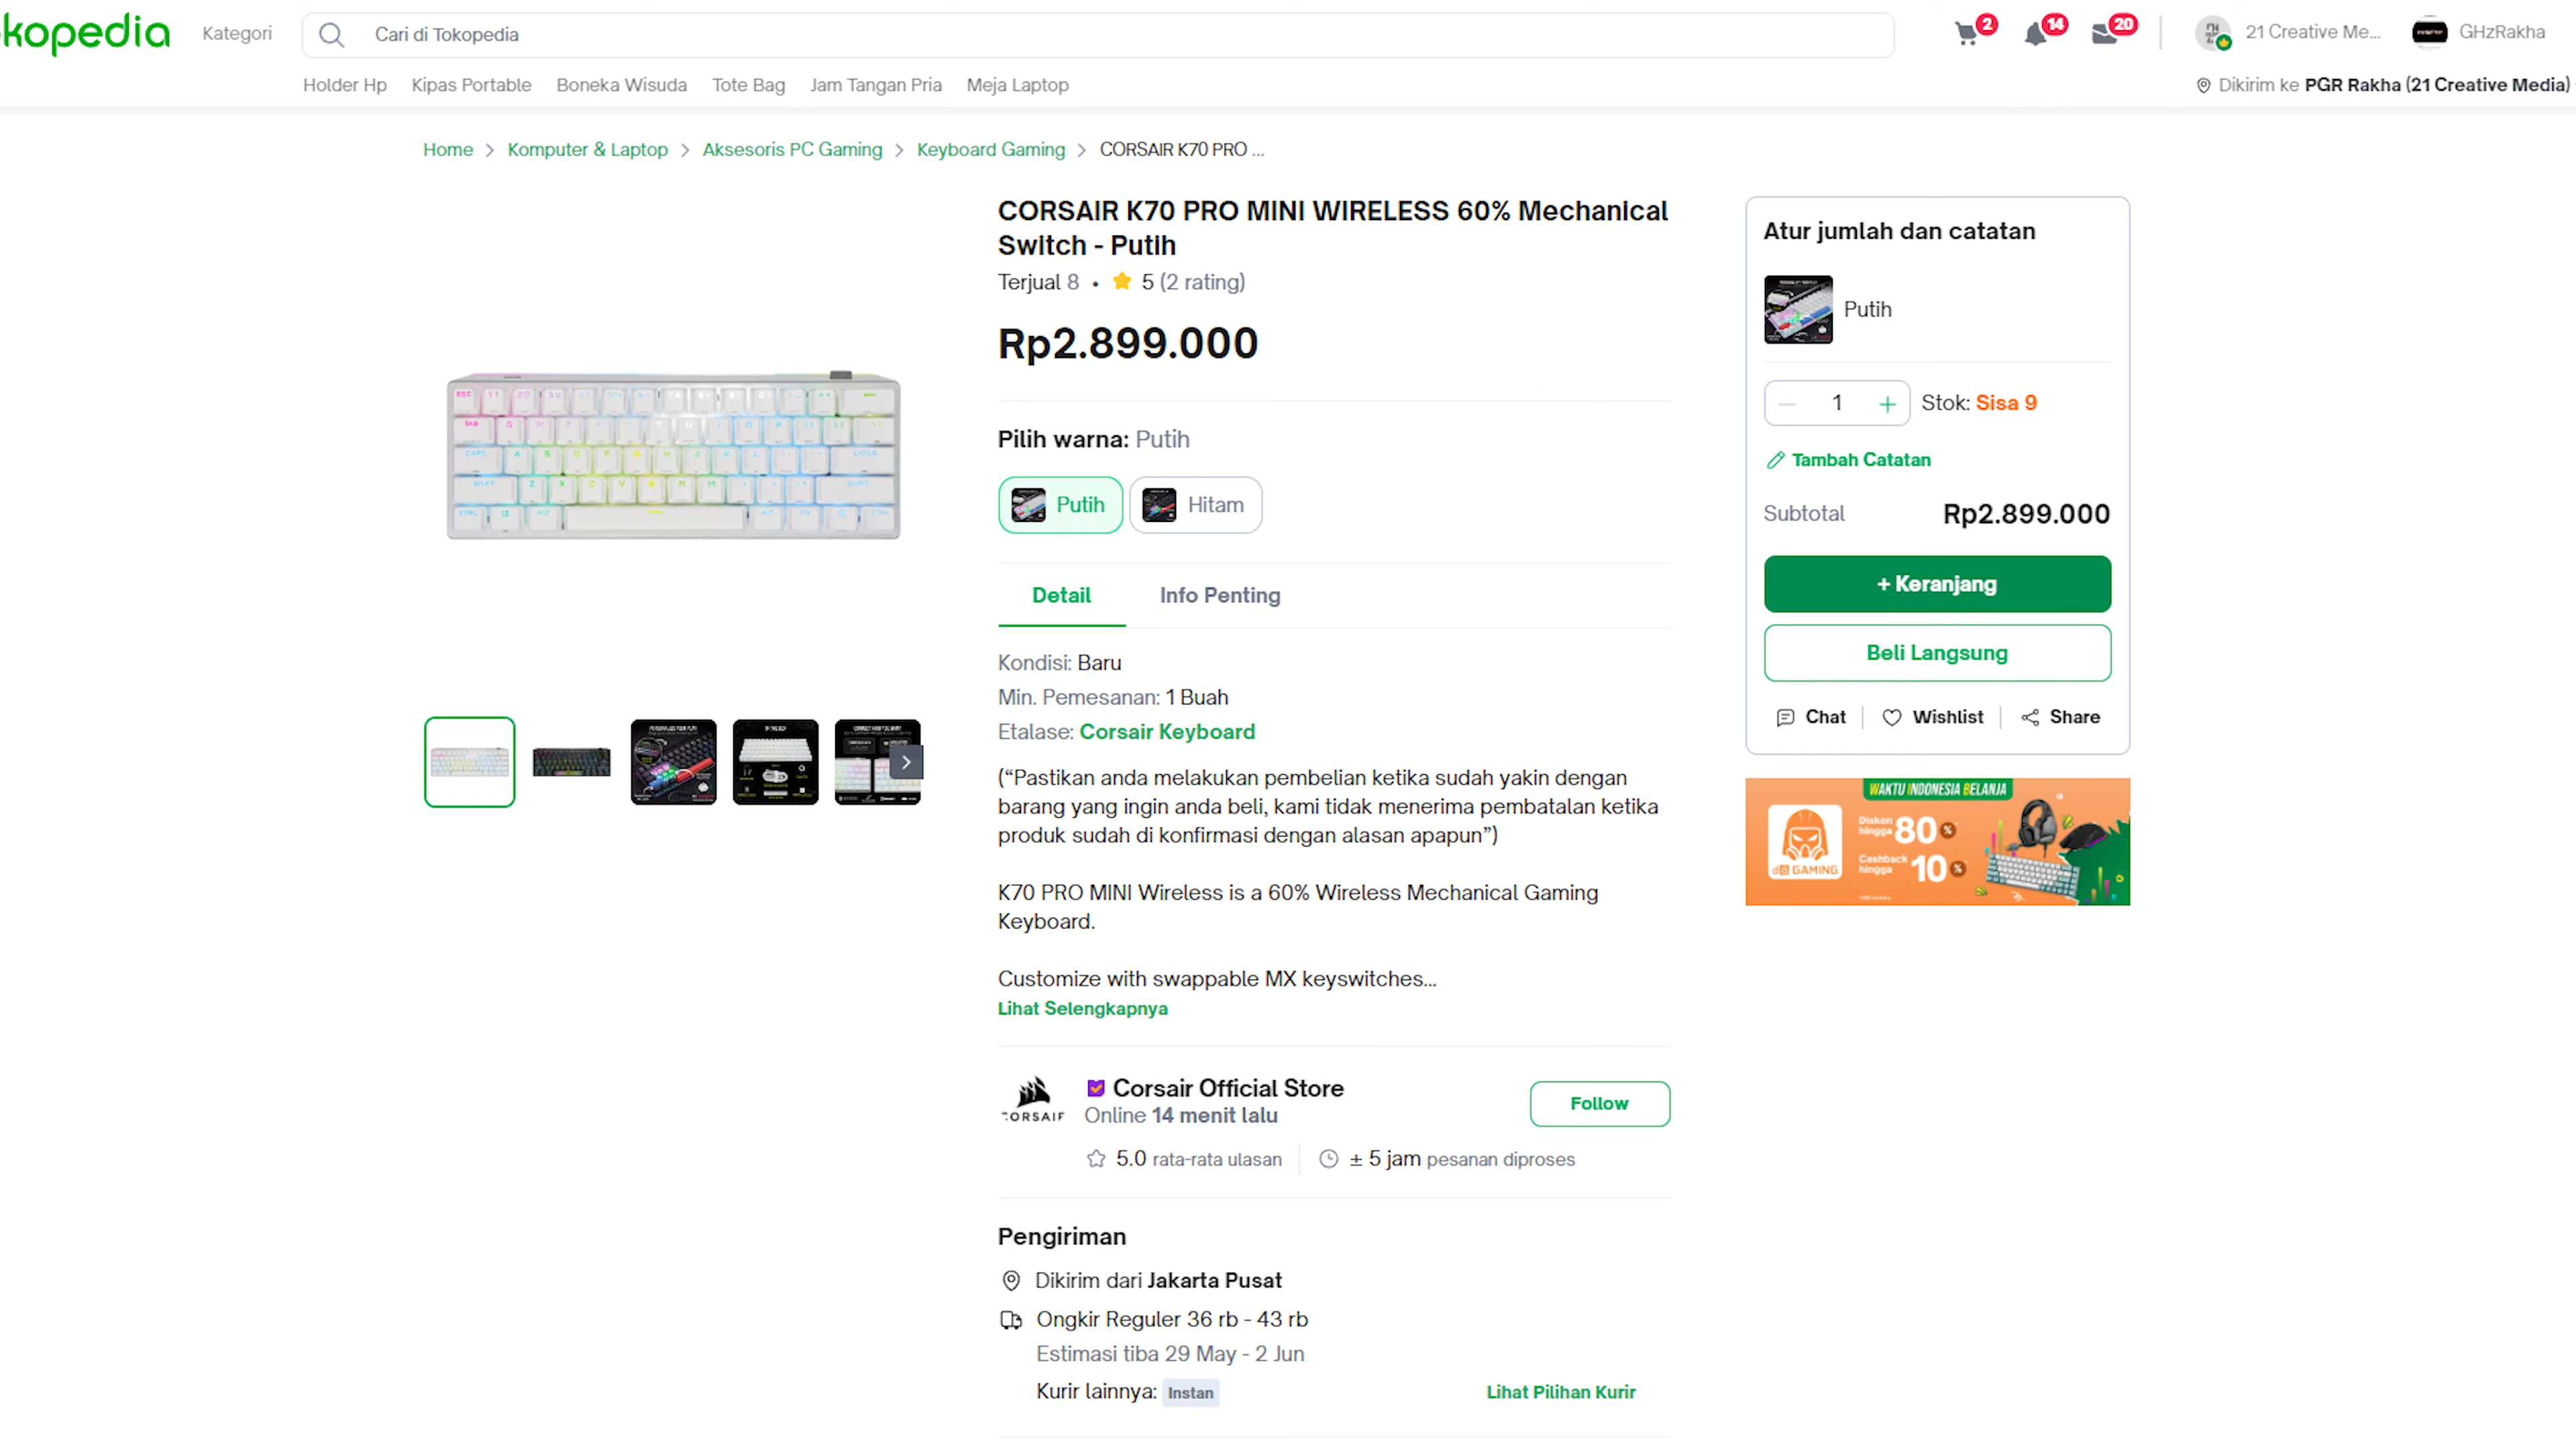 kopedia
Kategori
Cari di Tokopedia
2
14
20
21 Creative Me...
GHzRakha
Holder Hp Kipas Portable Boneka Wisuda Tote Bag Jam Tangan Pria Meja Laptop
Dikirim ke PGR Rakha (21 Creative Media)
Home > Komputer & Laptop > Aksesoris PC Gaming > Keyboard Gaming > CORSAIR K70 PRO ...
CORSAIR K70 PRO MINI WIRELESS 60% Mechanical
Switch - Putih
Terjual 8 • 5 (2 rating)
Rp2.899.000
Pilih warna: Putih
Putih
Hitam
Detail
Info Penting
Kondisi: Baru
Min. Pemesanan: 1 Buah
Etalase: Corsair Keyboard
(“Pastikan anda melakukan pembelian ketika sudah yakin dengan
barang yang ingin anda beli, kami tidak menerima pembatalan ketika
produk sudah di konfirmasi dengan alasan apapun”)
K70 PRO MINI Wireless is a 60% Wireless Mechanical Gaming
Keyboard.
Customize with swappable MX keyswitches...
Lihat Selengkapnya
CORSAIR
Corsair Official Store
Online 14 menit lalu
Follow
5.0 rata-rata ulasan
± 5 jam pesanan diproses
Pengiriman
Dikirim dari Jakarta Pusat
Ongkir Reguler 36 rb - 43 rb
Estimasi tiba 29 May - 2 Jun
Kurir lainnya: Instan
Lihat Pilihan Kurir
Atur jumlah dan catatan
Putih
1
Stok: Sisa 9
Tambah Catatan
Subtotal Rp2.899.000
+ Keranjang
Beli Langsung
Chat
Wishlist
Share
WAKTU INDONESIA BELANJA
Diskon hingga 80%
Cashback hingga 10%
GAMING